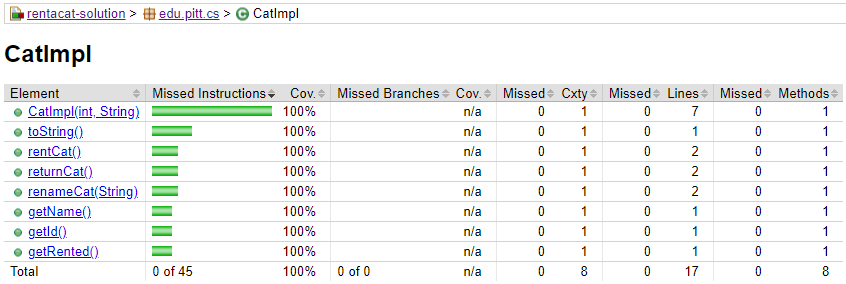 rentacat-solution > edu.pitt.cs > CatImpl
CatImpl
Element Missed Instructions Cov. Missed Branches Cov. Missed Cxty Missed Lines Missed Methods
CatImpl(int, String) 100% n/a 0 1 0 7 0 1
toString() 100% n/a 0 1 0 1 0 1
rentCat() 100% n/a 0 1 0 2 0 1
returnCat() 100% n/a 0 1 0 2 0 1
renameCat(String) 100% n/a 0 1 0 2 0 1
getName() 100% n/a 0 1 0 1 0 1
getId() 100% n/a 0 1 0 1 0 1
getRented() 100% n/a 0 1 0 1 0 1
Total 0 of 45 100% 0 of 0 n/a 0 8 0 17 0 8